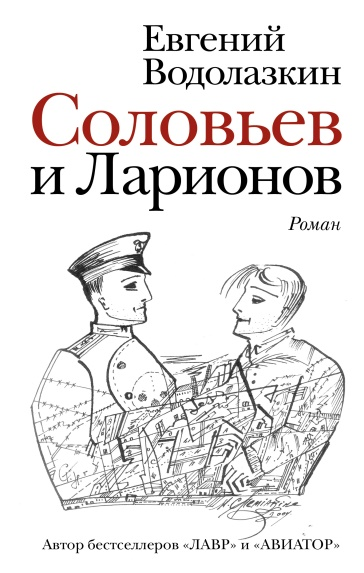 Евгений
Водолазкин
Соловьев
и Ларионов
Роман
Автор бестселлеров «ЛАВР» и «АВИАТОР»